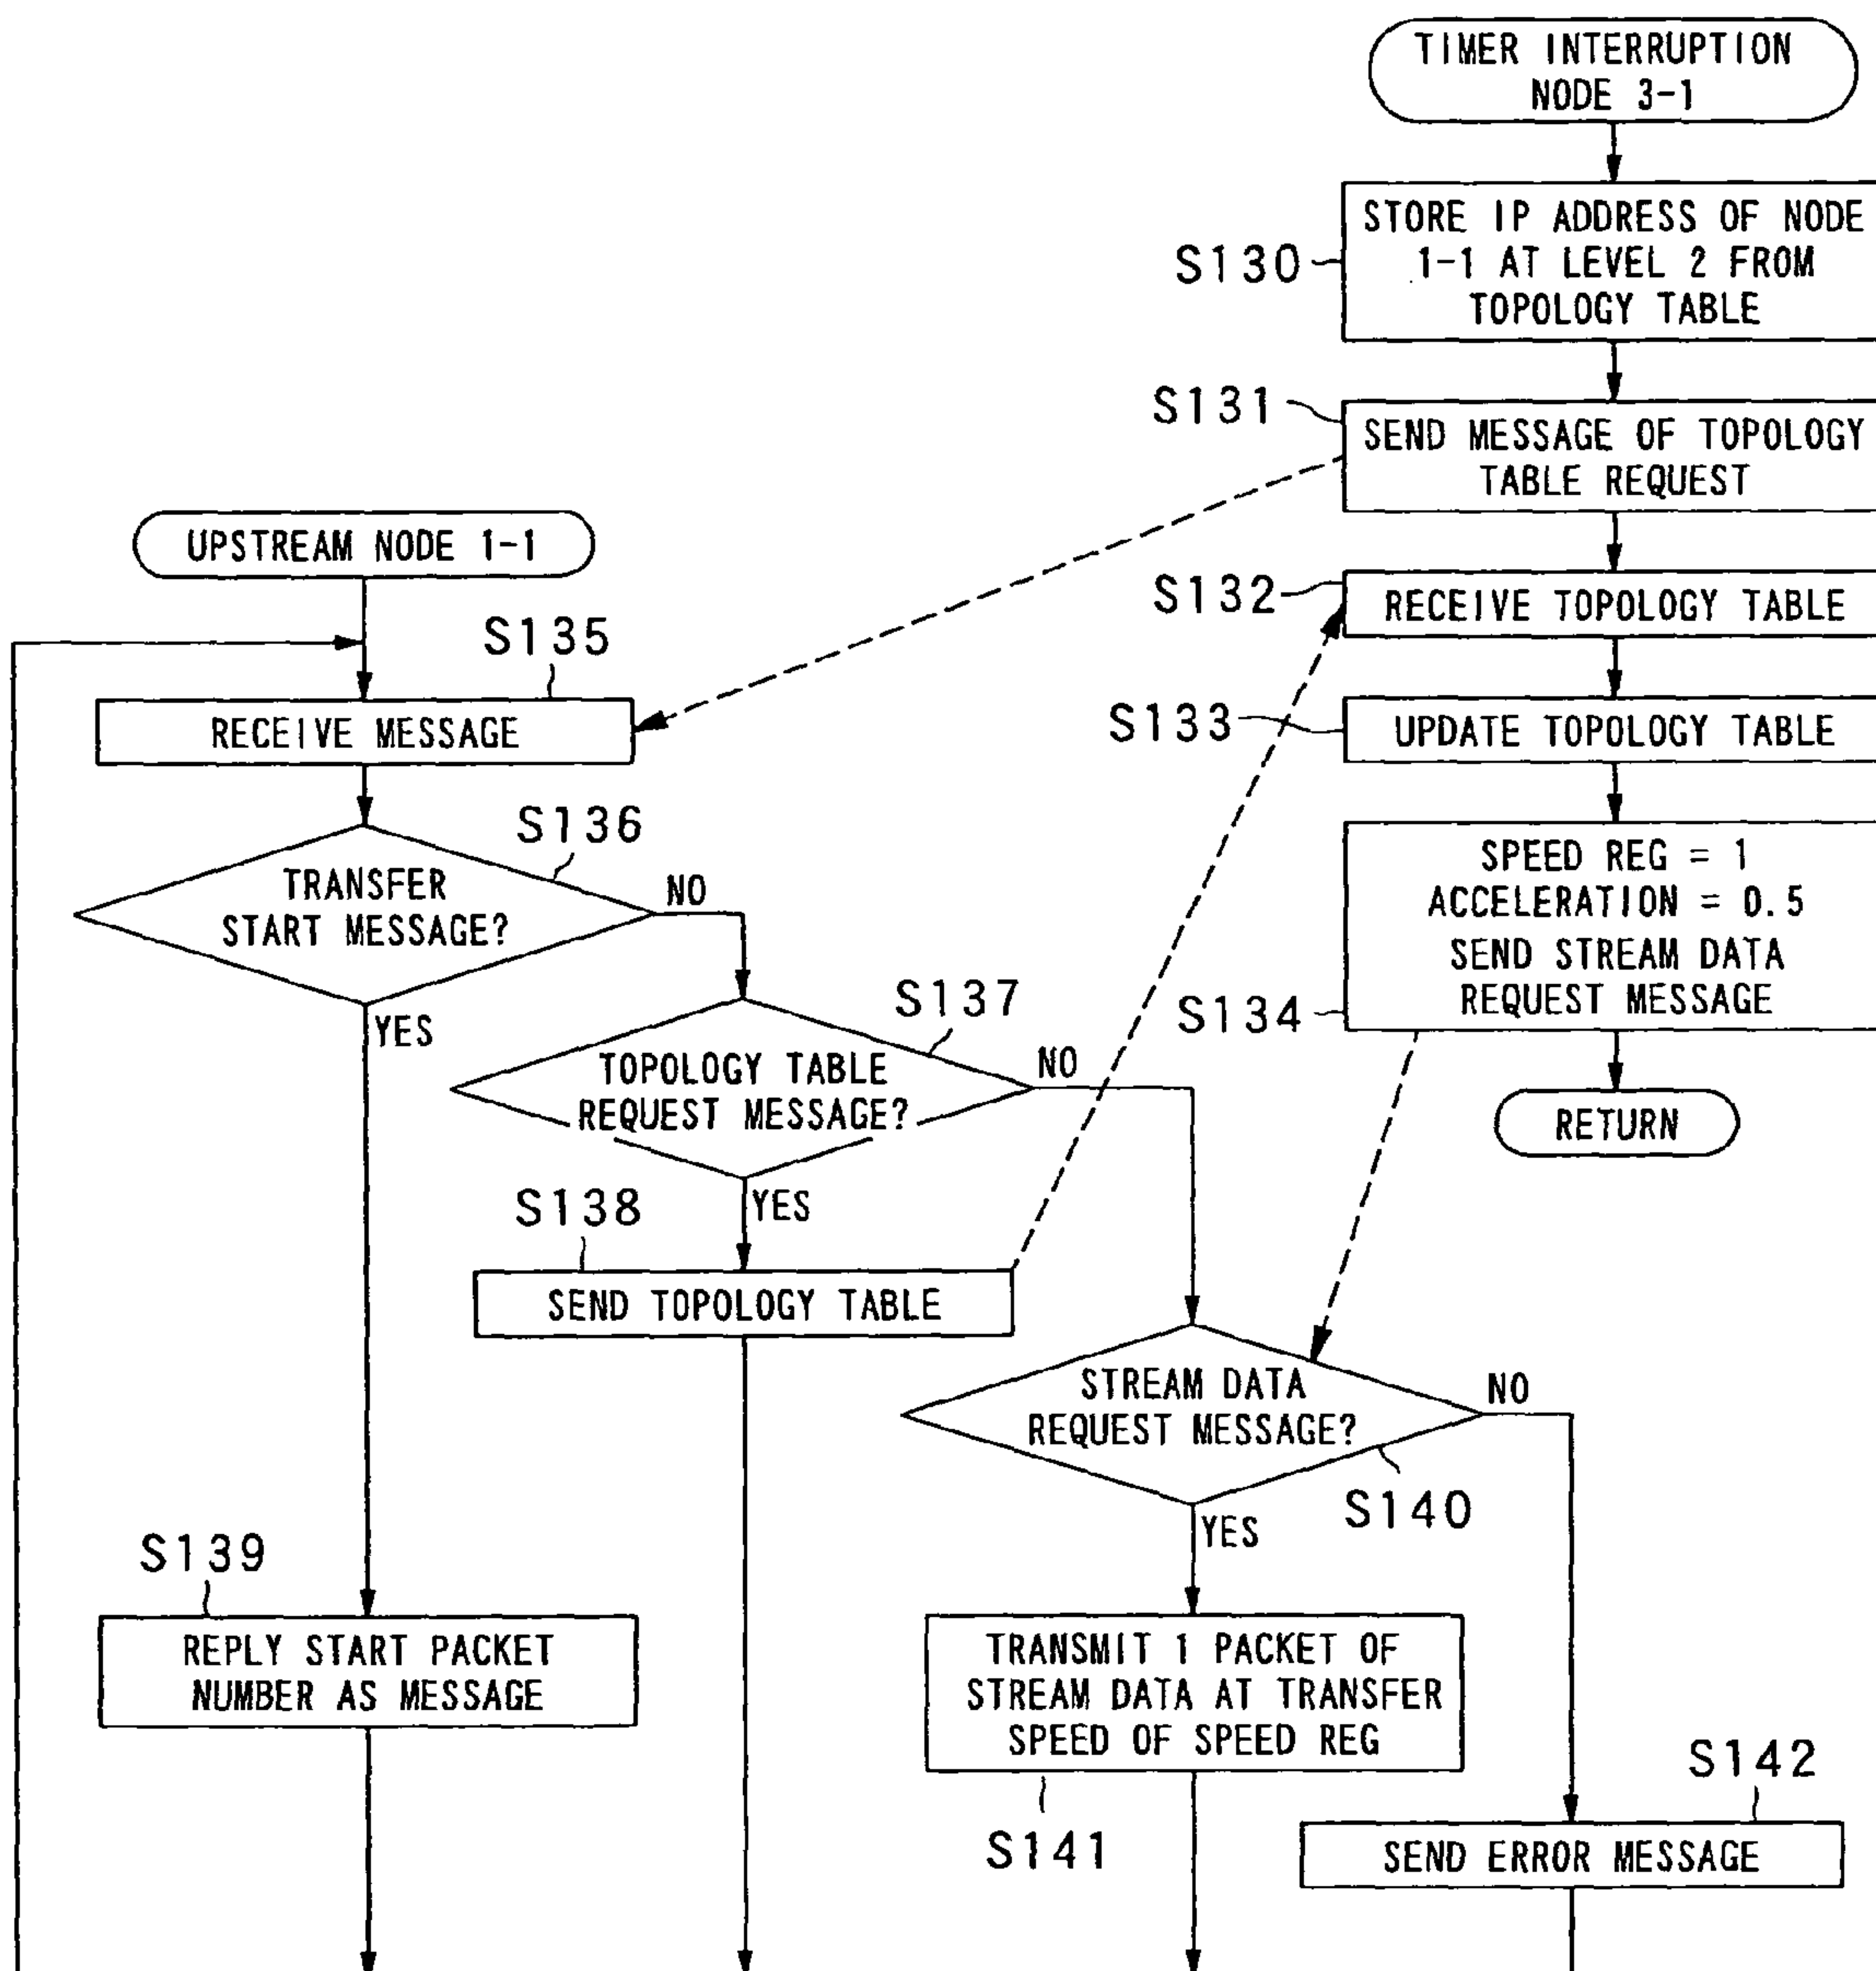 TIMER INTERRUPTION
NODE 3-1
STORE IP ADDRESS OF NODE
1-1 AT LEVEL 2 FROM
TOPOLOGY TABLE
S130
S131
SEND MESSAGE OF TOPOLOGY
TABLE REQUEST
UPSTREAM NODE 1-1
S132
RECEIVE TOPOLOGY TABLE
S135
RECEIVE MESSAGE
S133
UPDATE TOPOLOGY TABLE
S136
TRANSFER
START MESSAGE?
NO
YES
SPEED REG = 1
ACCELERATION = 0.5
SEND STREAM DATA
REQUEST MESSAGE
S134
S137
TOPOLOGY TABLE
REQUEST MESSAGE?
NO
YES
RETURN
S138
SEND TOPOLOGY TABLE
STREAM DATA
REQUEST MESSAGE?
NO
S140
YES
S139
REPLY START PACKET
NUMBER AS MESSAGE
TRANSMIT 1 PACKET OF
STREAM DATA AT TRANSFER
SPEED OF SPEED REG
S141
S142
SEND ERROR MESSAGE